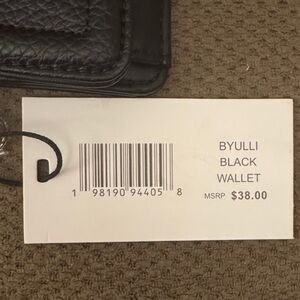 BYULLI
BLACK
WALLET
MSRP $38.00
1 98190 94405 8